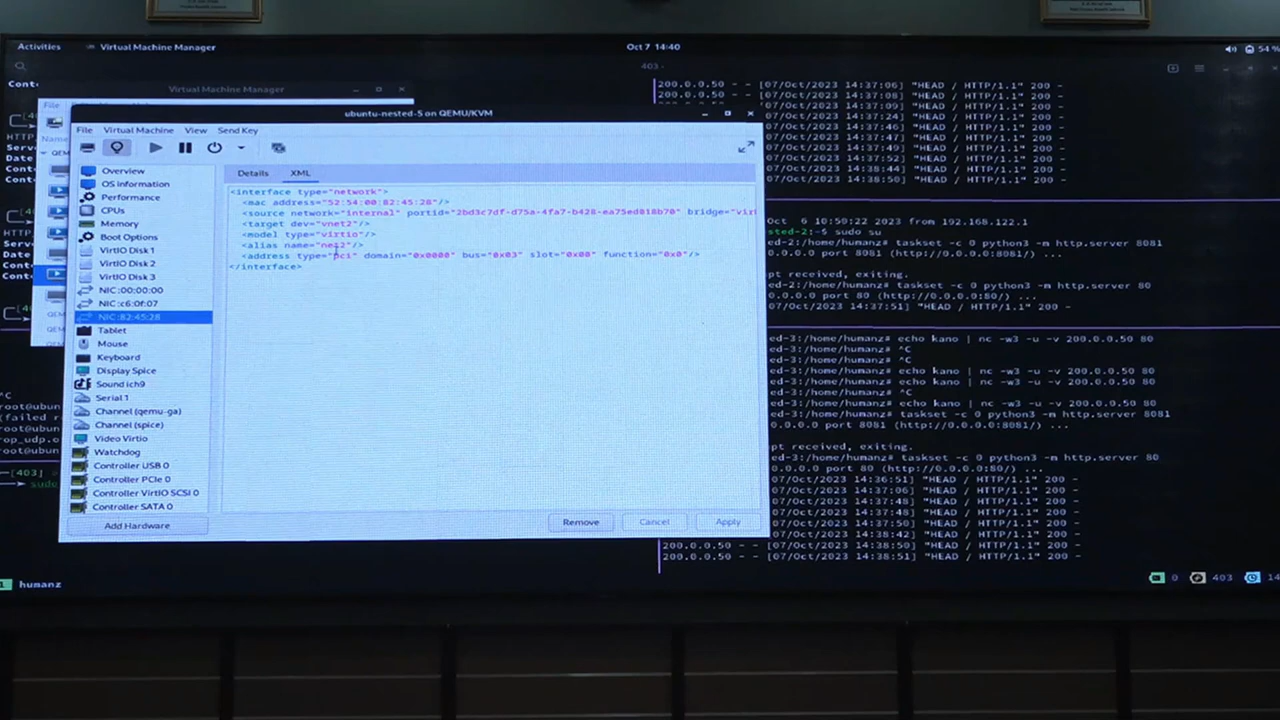 Activities
Virtual Machine Manager
Oct 7 14:40
54 %
403 -
Virtual Machine Manager
File
ubuntu-nested-5 on QEMU/KVM
File Virtual Machine View Send Key
Overview
OS information
Performance
CPUs
Memory
Boot Options
VirtIO Disk 1
VirtIO Disk 2
VirtIO Disk 3
NIC :00:00:00
NIC :c6:0f:07
NIC :82:45:28
Tablet
Mouse
Keyboard
Display Spice
Sound ich9
Serial 1
Channel (qemu-ga)
Channel (spice)
Video Virtio
Watchdog
Controller USB 0
Controller PCIe 0
Controller VirtIO SCSI 0
Controller SATA 0
Add Hardware
Details XML
<interface type="network">
<mac address="52:54:00:82:45:28"/>
<source network="internal" portid="2bd3c7df-d75a-4fa7-b428-ea75ed818b70" bridge="vir
<target dev="vnet2"/>
<model type="virtio"/>
<alias name="net2"/>
<address type="pci" domain="0x0000" bus="0x03" slot="0x00" function="0x0"/>
</interface>
Remove Cancel Apply
200.0.0.50 - - [07/Oct/2023 14:37:06] "HEAD / HTTP/1.1" 200 -
200.0.0.50 - - [07/Oct/2023 14:37:08] "HEAD / HTTP/1.1" 200 -
[07/Oct/2023 14:37:09] "HEAD / HTTP/1.1" 200 -
[07/Oct/2023 14:37:24] "HEAD / HTTP/1.1" 200 -
[07/Oct/2023 14:37:46] "HEAD / HTTP/1.1" 200 -
[07/Oct/2023 14:37:47] "HEAD / HTTP/1.1" 200 -
[07/Oct/2023 14:37:49] "HEAD / HTTP/1.1" 200 -
[07/Oct/2023 14:37:52] "HEAD / HTTP/1.1" 200 -
[07/Oct/2023 14:38:44] "HEAD / HTTP/1.1" 200 -
[07/Oct/2023 14:38:50] "HEAD / HTTP/1.1" 200 -
Oct 6 10:59:22 2023 from 192.168.122.1
sted-2:~$ sudo su
ed-2:/home/humanz# taskset -c 0 python3 -m http.server 8081
.0.0.0 port 8081 (http://0.0.0.0:8081/) ...
pt received, exiting.
ed-2:/home/humanz# taskset -c 0 python3 -m http.server 80
.0.0.0 port 80 (http://0.0.0.0:80/) ...
- - [07/Oct/2023 14:37:51] "HEAD / HTTP/1.1" 200 -
ed-3:/home/humanz# echo kano | nc -w3 -u -v 200.0.0.50 80
ed-3:/home/humanz# ^C
ed-3:/home/humanz# ^C
ed-3:/home/humanz# echo kano | nc -w3 -u -v 200.0.0.50 80
ed-3:/home/humanz# echo kano | nc -w3 -u -v 200.0.0.50 80
ed-3:/home/humanz# ^C
ed-3:/home/humanz# echo kano | nc -w3 -u -v 200.0.0.50 80
ed-3:/home/humanz# taskset -c 0 python3 -m http.server 8081
.0.0.0 port 8081 (http://0.0.0.0:8081/) ...
pt received, exiting.
ed-3:/home/humanz# taskset -c 0 python3 -m http.server 80
.0.0.0 port 80 (http://0.0.0.0:80/) ...
- - [07/Oct/2023 14:36:51] "HEAD / HTTP/1.1" 200 -
- - [07/Oct/2023 14:37:06] "HEAD / HTTP/1.1" 200 -
- - [07/Oct/2023 14:37:48] "HEAD / HTTP/1.1" 200 -
- - [07/Oct/2023 14:37:48] "HEAD / HTTP/1.1" 200 -
- - [07/Oct/2023 14:37:50] "HEAD / HTTP/1.1" 200 -
- - [07/Oct/2023 14:38:42] "HEAD / HTTP/1.1" 200 -
200.0.0.50 - - [07/Oct/2023 14:38:50] "HEAD / HTTP/1.1" 200 -
200.0.0.50 - - [07/Oct/2023 14:38:51] "HEAD / HTTP/1.1" 200 -
^C
root@ubun
(failed r
rop_udp.o
root@ubu
[403]
sudo
1 humanz
0 403 14